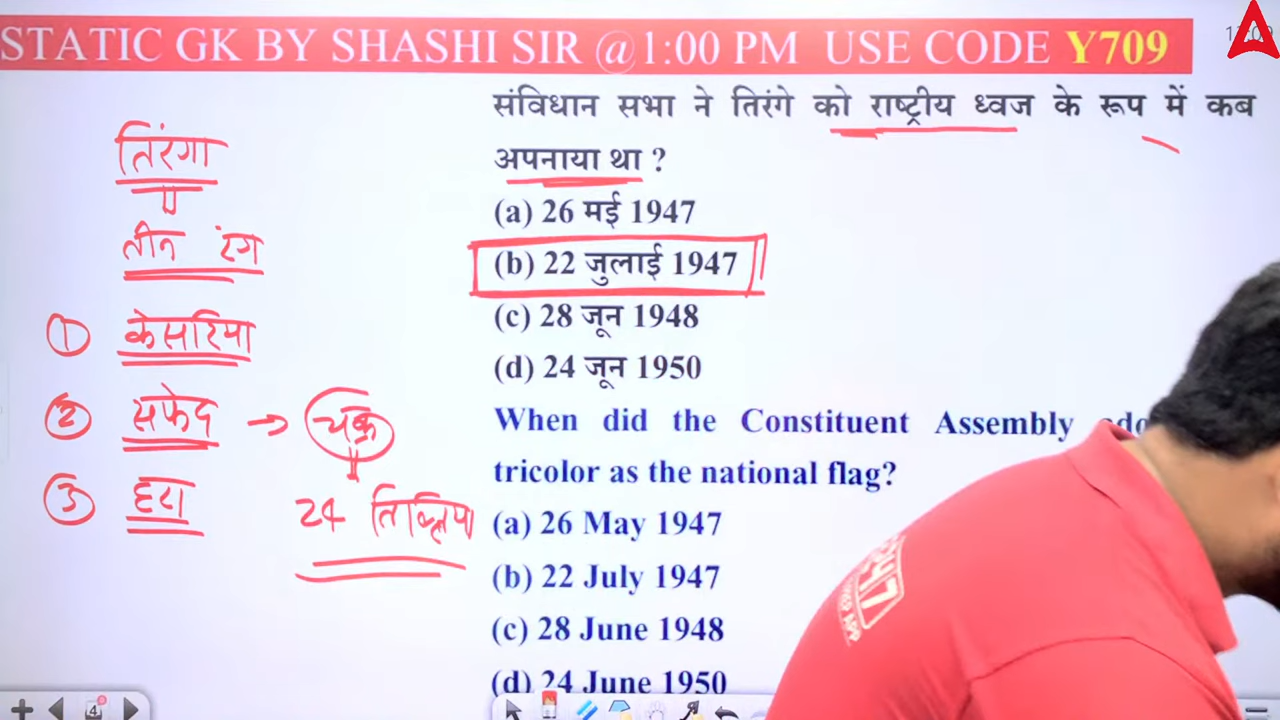 STATIC GK BY SHASHI SIR @1:00 PM USE CODE Y709
संविधान सभा ने तिरंगे को राष्ट्रीय ध्वज के रूप में कब
अपनाया था ?
(a) 26 मई 1947
(b) 22 जुलाई 1947
(c) 28 जून 1948
(d) 24 जून 1950
When did the Constituent Assembly
tricolor as the national flag?
(a) 26 May 1947
(b) 22 July 1947
(c) 28 June 1948
(d) 24 June 1950
तिरंगा
तीन रंग
① केसरिया
② सफेद → चक्र
③ हरा
24 तिल्लिया
4